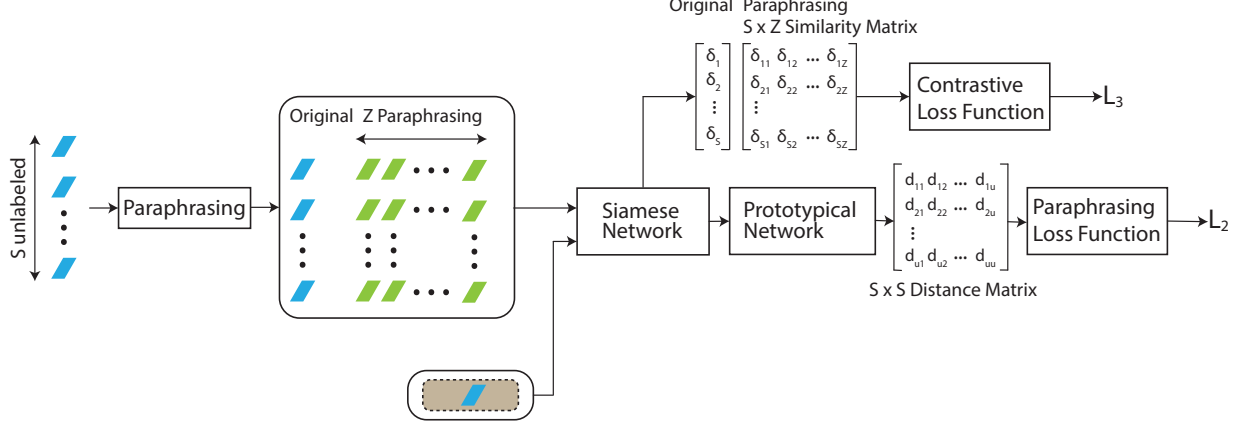 Original Paraphrasing
S x Z Similarity Matrix
δ1 δ11 δ12 ... δ1Z
δ2 δ21 δ22 ... δ2Z
⋮ ⋮
δS δS1 δS2 ... δSZ
Contrastive
Loss Function
L3
S unlabeled
Paraphrasing
Original Z Paraphrasing
Siamese
Network
Prototypical
Network
d11 d12 ... d1u
d21 d22 ... d2u
⋮
du1 du2 ... duu
S x S Distance Matrix
Paraphrasing
Loss Function
L2